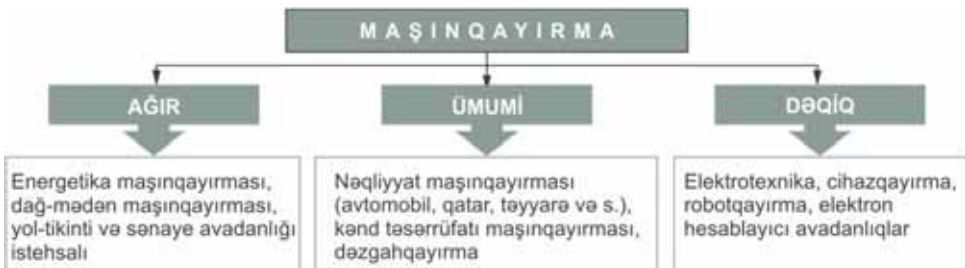 MAŞINQAYIRMA
AĞIR
ÜMUMİ
DƏQİQ
Energetika maşınqayırması,
dağ-mədən maşınqayırması,
yol-tikinti və sənaye avadanlığı
istehsalı
Nəqliyyat maşınqayırması
(avtomobil, qatar, təyyarə və s.),
kənd təsərrüfatı maşınqayırması,
dəzgahqayırma
Elektrotexnika, cihazqayırma,
robotqayırma, elektron
hesablayıcı avadanlıqlar